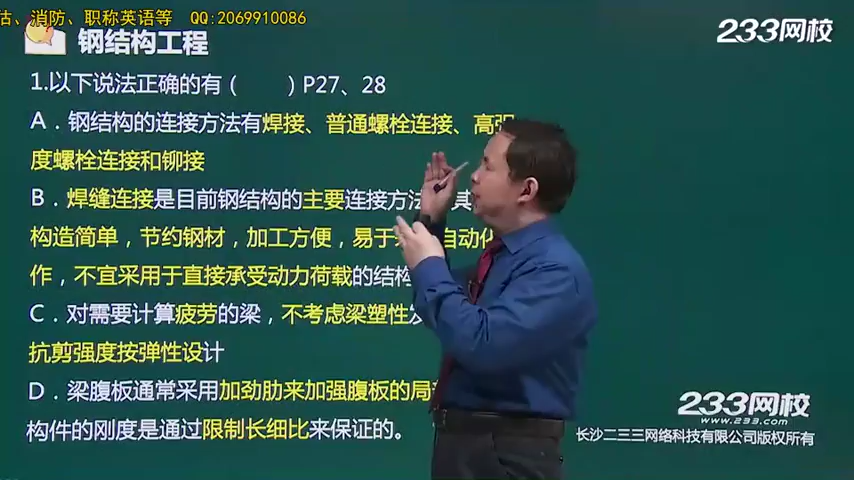 估、消防、职称英语等 QQ:2069910086
钢结构工程
233网校
1.以下说法正确的有（ ）P27、28
A．钢结构的连接方法有焊接、普通螺栓连接、高强
度螺栓连接和铆接
B．焊缝连接是目前钢结构的主要连接方法 其
构造简单，节约钢材，加工方便，易于 自动化
作，不宜采用于直接承受动力荷载的结构
C．对需要计算疲劳的梁，不考虑梁塑性
抗剪强度按弹性设计
D．梁腹板通常采用加劲肋来加强腹板的局
构件的刚度是通过限制长细比来保证的。
233网校
www.233.com
长沙二三三网络科技有限公司版权所有